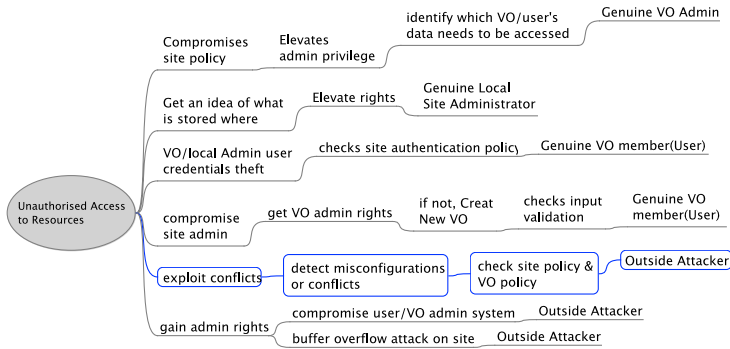 Unauthorised Access
to Resources
Compromises
site policy
Elevates
admin privilege
identify which VO/user's
data needs to be accessed
Genuine VO Admin
Get an idea of what
is stored where
Elevate rights
Genuine Local
Site Administrator
VO/local Admin user
credentials theft
checks site authentication policy
Genuine VO member(User)
compromise
site admin
get VO admin rights
if not, Creat
New VO
checks input
validation
Genuine VO
member(User)
exploit conflicts
detect misconfigurations
or conflicts
check site policy &
VO policy
Outside Attacker
gain admin rights
compromise user/VO admin system
Outside Attacker
buffer overflow attack on site
Outside Attacker